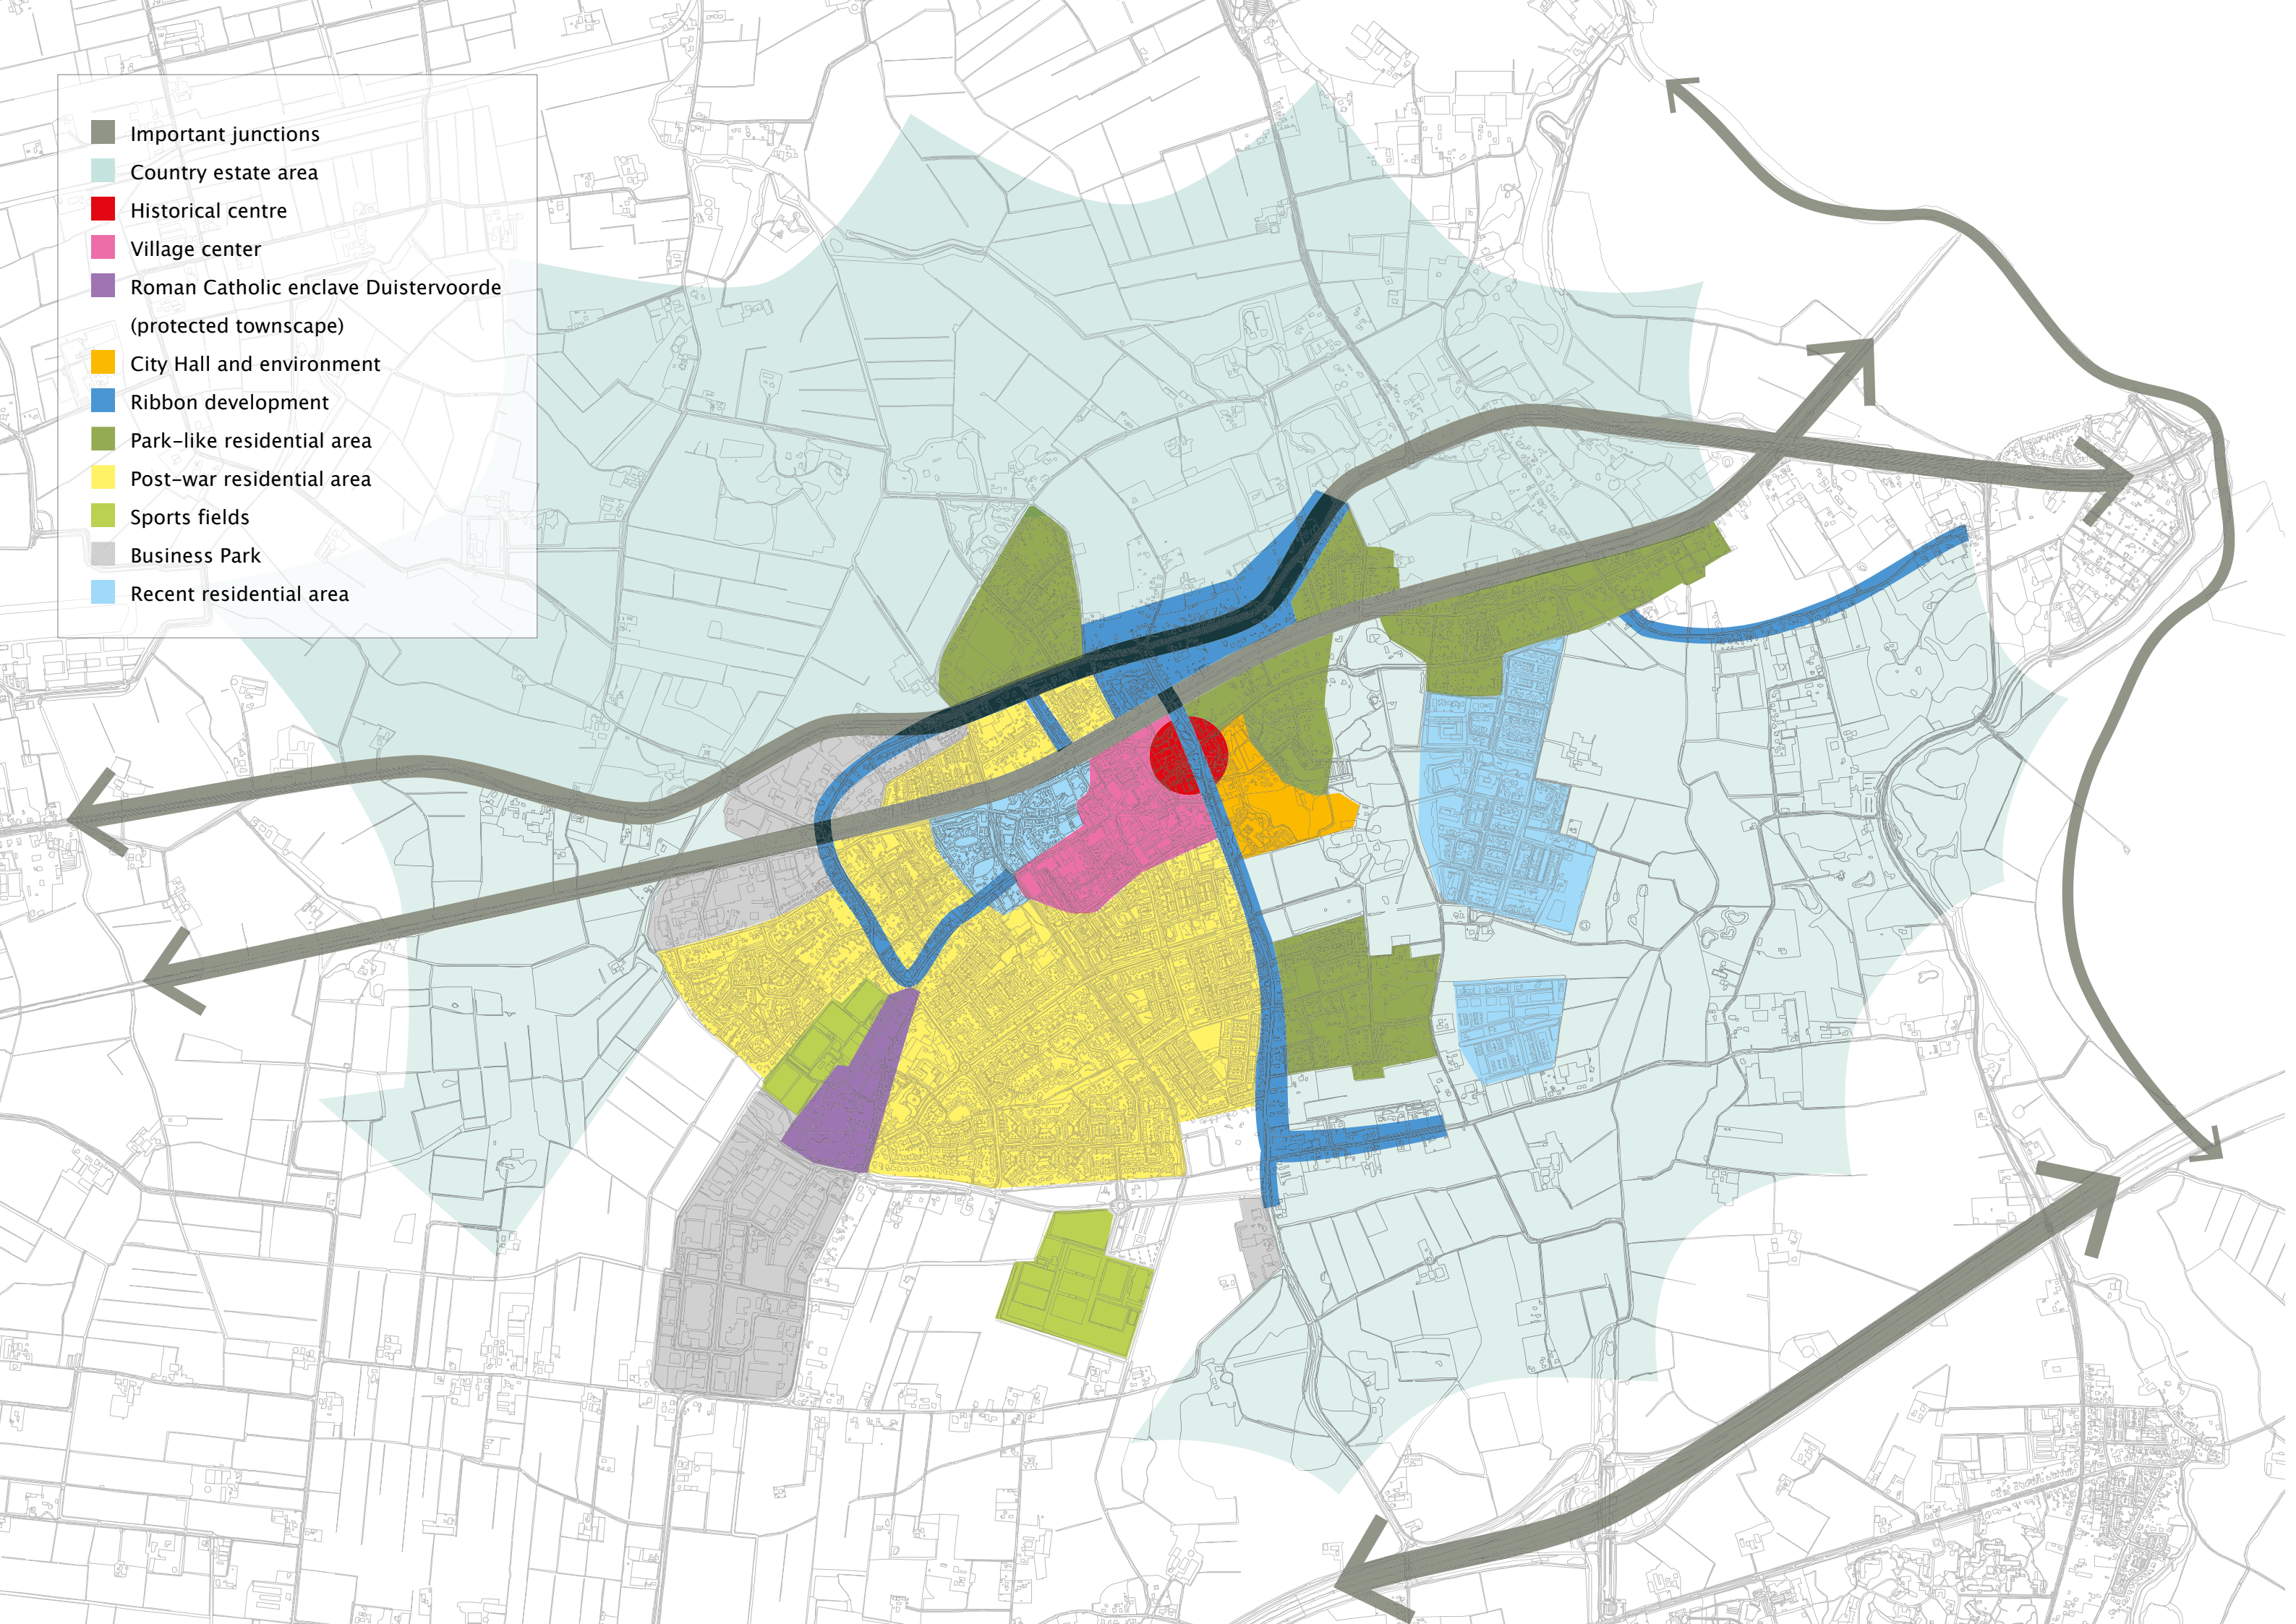 Important junctions
Country estate area
Historical centre
Village center
Roman Catholic enclave Duistervoorde
(protected townscape)
City Hall and environment
Ribbon development
Park-like residential area
Post-war residential area
Sports fields
Business Park
Recent residential area